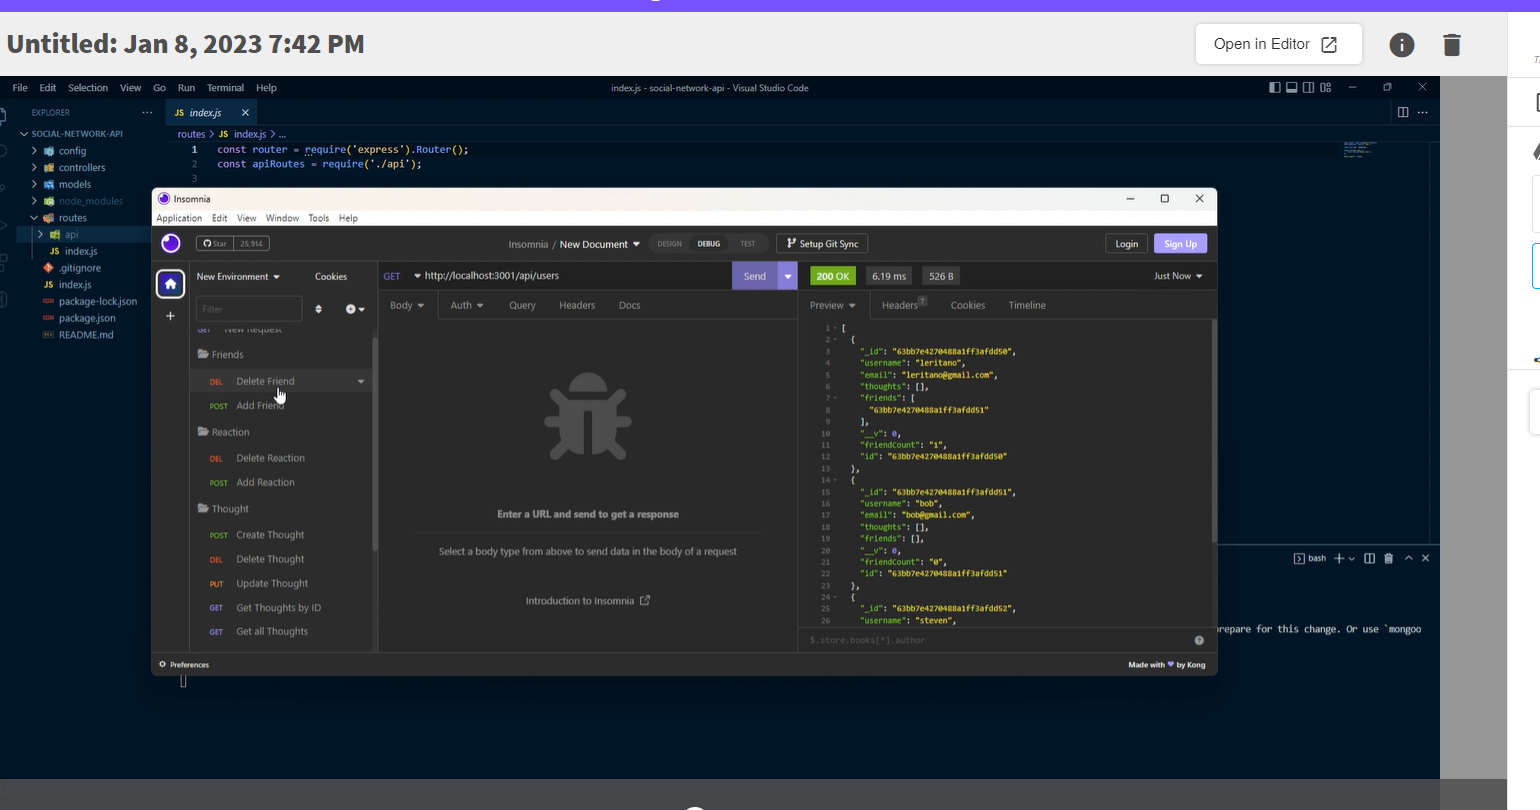 Untitled: Jan 8, 2023 7:42 PM
Open in Editor
File Edit Selection View Go Run Terminal Help
index.js - social-network-api - Visual Studio Code
EXPLORER
SOCIAL-NETWORK-API
config
controllers
models
node_modules
routes
api
JS index.js
.gitignore
JS index.js
package-lock.json
package.json
README.md
JS index.js
routes > JS index.js > ...
1 const router = require('express').Router();
2 const apiRoutes = require('./api');
3
Insomnia
Application Edit View Window Tools Help
Star 25,914
Insomnia / New Document
DESIGN DEBUG TEST
Setup Git Sync
Login
Sign Up
New Environment
Cookies
Filter
GET New Request
Friends
DEL Delete Friend
POST Add Friend
Reaction
DEL Delete Reaction
POST Add Reaction
Thought
POST Create Thought
DEL Delete Thought
PUT Update Thought
GET Get Thoughts by ID
GET Get all Thoughts
GET http://localhost:3001/api/users
Send
Body Auth Query Headers Docs
Enter a URL and send to get a response
Select a body type from above to send data in the body of a request
Introduction to Insomnia
200 OK 6.19 ms 526 B
Just Now
Preview Headers 7 Cookies Timeline
1 [
2 {
3 "_id": "63bb7e4270488a1ff3afdd50",
4 "username": "leritano",
5 "email": "leritano@gmail.com",
6 "thoughts": [],
7 "friends": [
8 "63bb7e4270488a1ff3afdd51"
9 ],
10 "__v": 0,
11 "friendCount": "1",
12 "id": "63bb7e4270488a1ff3afdd50"
13 },
14 {
15 "_id": "63bb7e4270488a1ff3afdd51",
16 "username": "bob",
17 "email": "bob@gmail.com",
18 "thoughts": [],
19 "friends": [],
20 "__v": 0,
21 "friendCount": "0",
22 "id": "63bb7e4270488a1ff3afdd51"
23 },
24 {
25 "_id": "63bb7e4270488a1ff3afdd52",
26 "username": "steven",
$.store.books[*].author
Preferences
Made with by Kong
bash
prepare for this change. Or use `mongoo